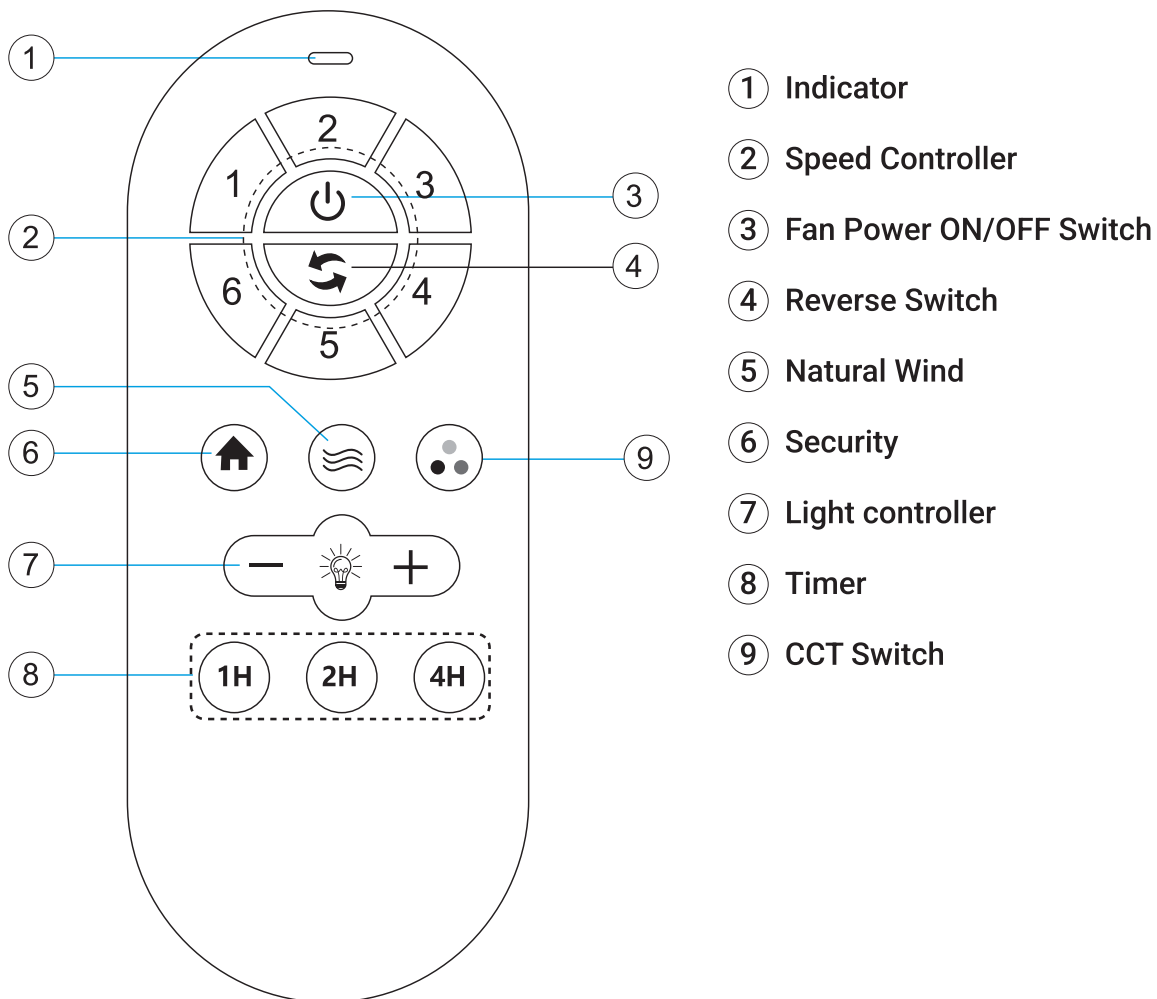 1
2
1
3
3
2
6
4
4
5
5
6
9
7
8
1H 2H 4H
1 Indicator
2 Speed Controller
3 Fan Power ON/OFF Switch
4 Reverse Switch
5 Natural Wind
6 Security
7 Light controller
8 Timer
9 CCT Switch